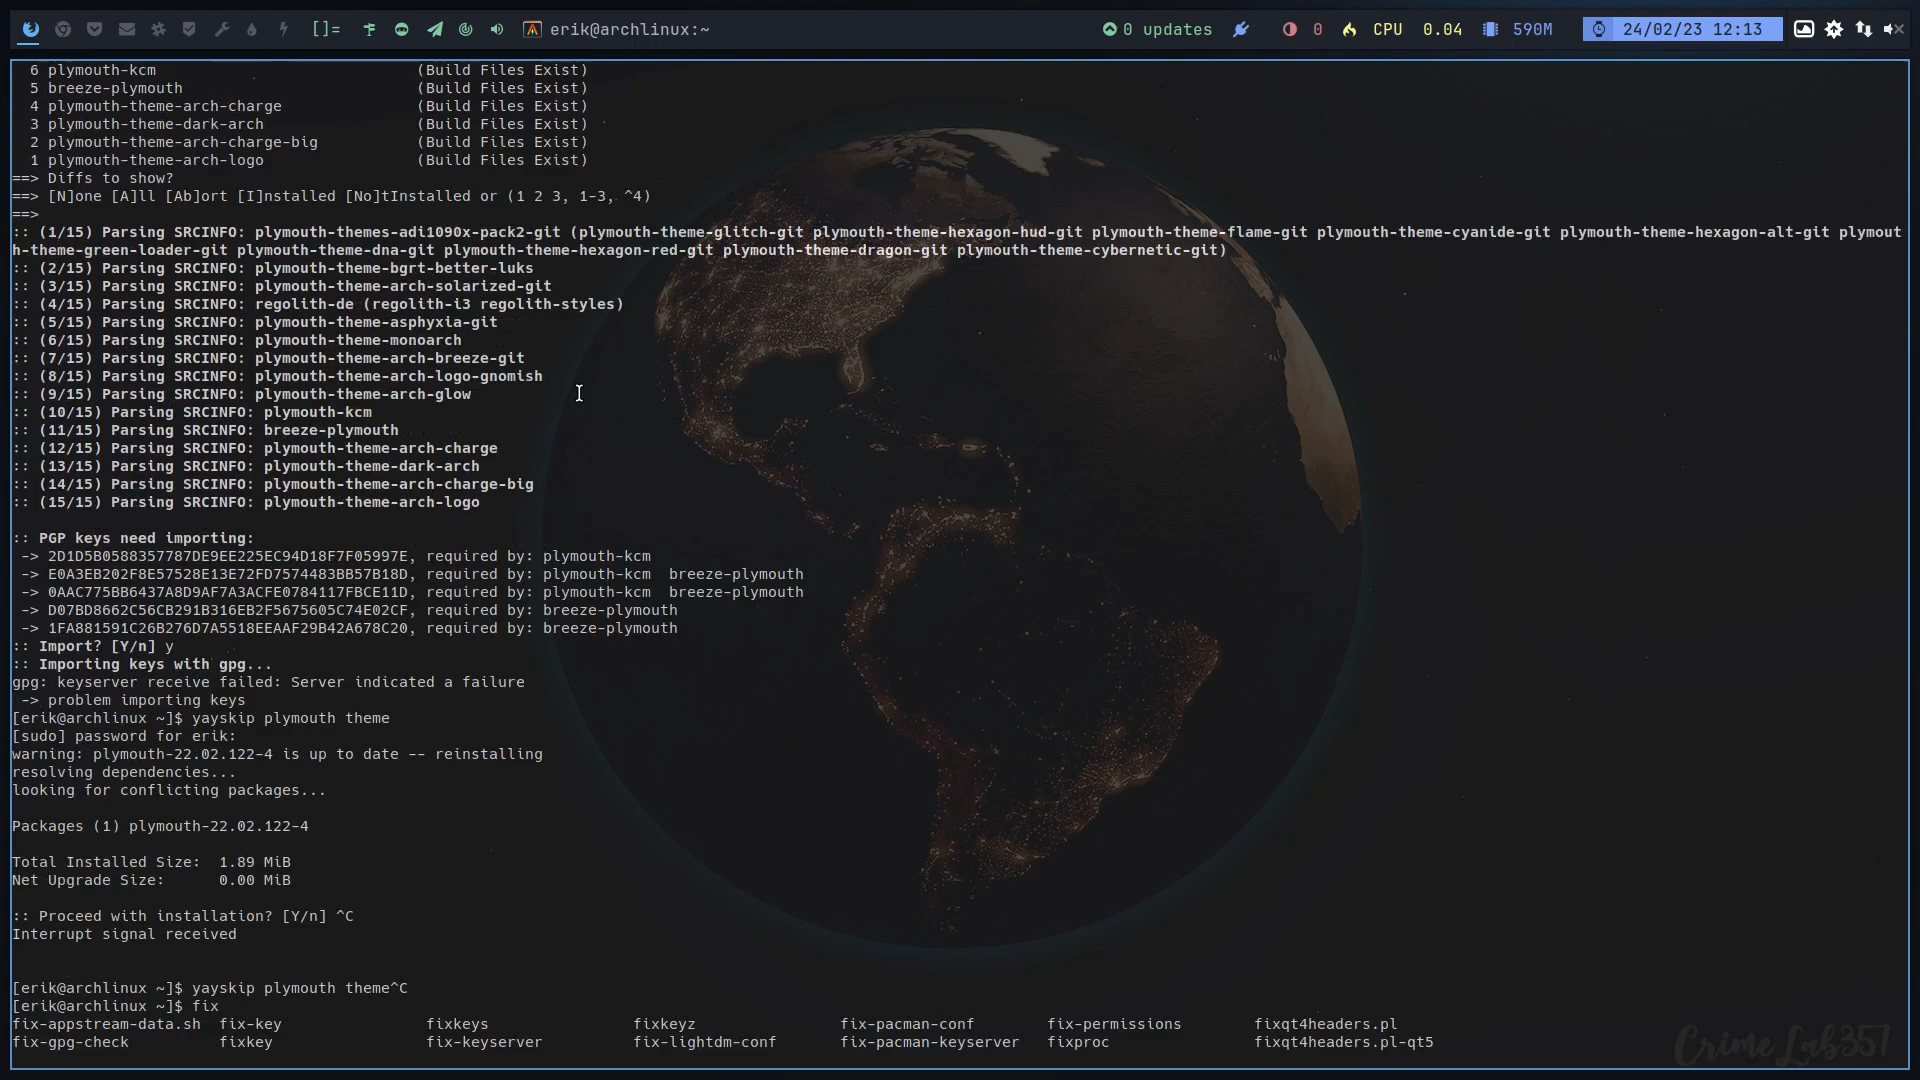 []= erik@archlinux:~ 0 updates 0 CPU 0.04 590M 24/02/23 12:13
6 plymouth-kcm (Build Files Exist)
5 breeze-plymouth (Build Files Exist)
4 plymouth-theme-arch-charge (Build Files Exist)
3 plymouth-theme-dark-arch (Build Files Exist)
2 plymouth-theme-arch-charge-big (Build Files Exist)
1 plymouth-theme-arch-logo (Build Files Exist)
==> Diffs to show?
==> [N]one [A]ll [Ab]ort [I]nstalled [No]tInstalled or (1 2 3, 1-3, ^4)
==>
:: (1/15) Parsing SRCINFO: plymouth-themes-adi1090x-pack2-git (plymouth-theme-glitch-git plymouth-theme-hexagon-hud-git plymouth-theme-flame-git plymouth-theme-cyanide-git plymouth-theme-hexagon-alt-git plymout
h-theme-green-loader-git plymouth-theme-dna-git plymouth-theme-hexagon-red-git plymouth-theme-dragon-git plymouth-theme-cybernetic-git)
:: (2/15) Parsing SRCINFO: plymouth-theme-bgrt-better-luks
:: (3/15) Parsing SRCINFO: plymouth-theme-arch-solarized-git
:: (4/15) Parsing SRCINFO: regolith-de (regolith-i3 regolith-styles)
:: (5/15) Parsing SRCINFO: plymouth-theme-asphyxia-git
:: (6/15) Parsing SRCINFO: plymouth-theme-monoarch
:: (7/15) Parsing SRCINFO: plymouth-theme-arch-breeze-git
:: (8/15) Parsing SRCINFO: plymouth-theme-arch-logo-gnomish
:: (9/15) Parsing SRCINFO: plymouth-theme-arch-glow
:: (10/15) Parsing SRCINFO: plymouth-kcm
:: (11/15) Parsing SRCINFO: breeze-plymouth
:: (12/15) Parsing SRCINFO: plymouth-theme-arch-charge
:: (13/15) Parsing SRCINFO: plymouth-theme-dark-arch
:: (14/15) Parsing SRCINFO: plymouth-theme-arch-charge-big
:: (15/15) Parsing SRCINFO: plymouth-theme-arch-logo
:: PGP keys need importing:
-> 2D1D5B0588357787DE9EE225EC94D18F7F05997E, required by: plymouth-kcm
-> E0A3EB202F8E57528E13E72FD7574483BB57B18D, required by: plymouth-kcm breeze-plymouth
-> 0AAC775BB6437A8D9AF7A3ACFE0784117FBCE11D, required by: plymouth-kcm breeze-plymouth
-> D07BD8662C56CB291B316EB2F5675605C74E02CF, required by: breeze-plymouth
-> 1FA881591C26B276D7A5518EEAAF29B42A678C20, required by: breeze-plymouth
:: Import? [Y/n] y
:: Importing keys with gpg...
gpg: keyserver receive failed: Server indicated a failure
-> problem importing keys
[erik@archlinux ~]$ yayskip plymouth theme
[sudo] password for erik:
warning: plymouth-22.02.122-4 is up to date -- reinstalling
resolving dependencies...
looking for conflicting packages...
Packages (1) plymouth-22.02.122-4
Total Installed Size: 1.89 MiB
Net Upgrade Size: 0.00 MiB
:: Proceed with installation? [Y/n] ^C
Interrupt signal received
[erik@archlinux ~]$ yayskip plymouth theme^C
[erik@archlinux ~]$ fix
fix-appstream-data.sh fix-key fixkeys fixkeyz fix-pacman-conf fix-permissions fixqt4headers.pl
fix-gpg-check fixkey fix-keyserver fix-lightdm-conf fix-pacman-keyserver fixproc fixqt4headers.pl-qt5
Crime Lab357